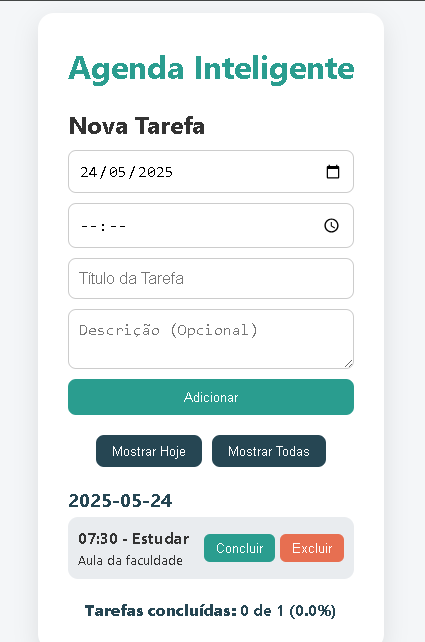 Agenda Inteligente
Nova Tarefa
24/05/2025
--:--
Título da Tarefa
Descrição (Opcional)
Adicionar
Mostrar Hoje Mostrar Todas
2025-05-24
07:30 - Estudar
Aula da faculdade
Concluir Excluir
Tarefas concluídas: 0 de 1 (0.0%)